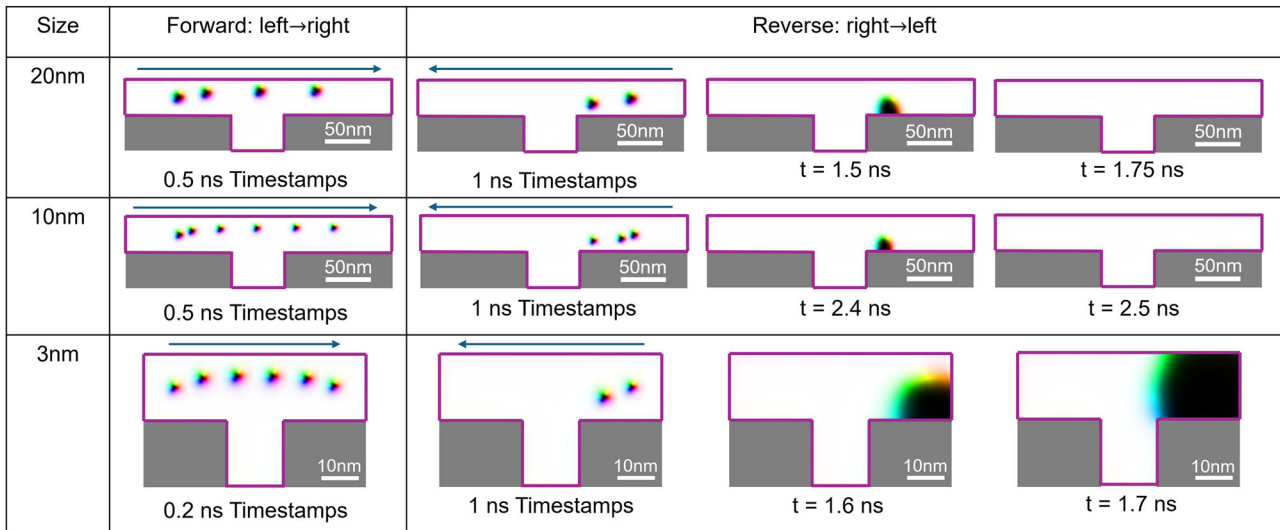 Size
Forward: left→right
Reverse: right→left
20nm
50nm
50nm
50nm
50nm
0.5 ns Timestamps
1 ns Timestamps
t = 1.5 ns
t = 1.75 ns
10nm
50nm
50nm
50nm
50nm
0.5 ns Timestamps
1 ns Timestamps
t = 2.4 ns
t = 2.5 ns
3nm
10nm
10nm
10nm
10nm
0.2 ns Timestamps
1 ns Timestamps
t = 1.6 ns
t = 1.7 ns